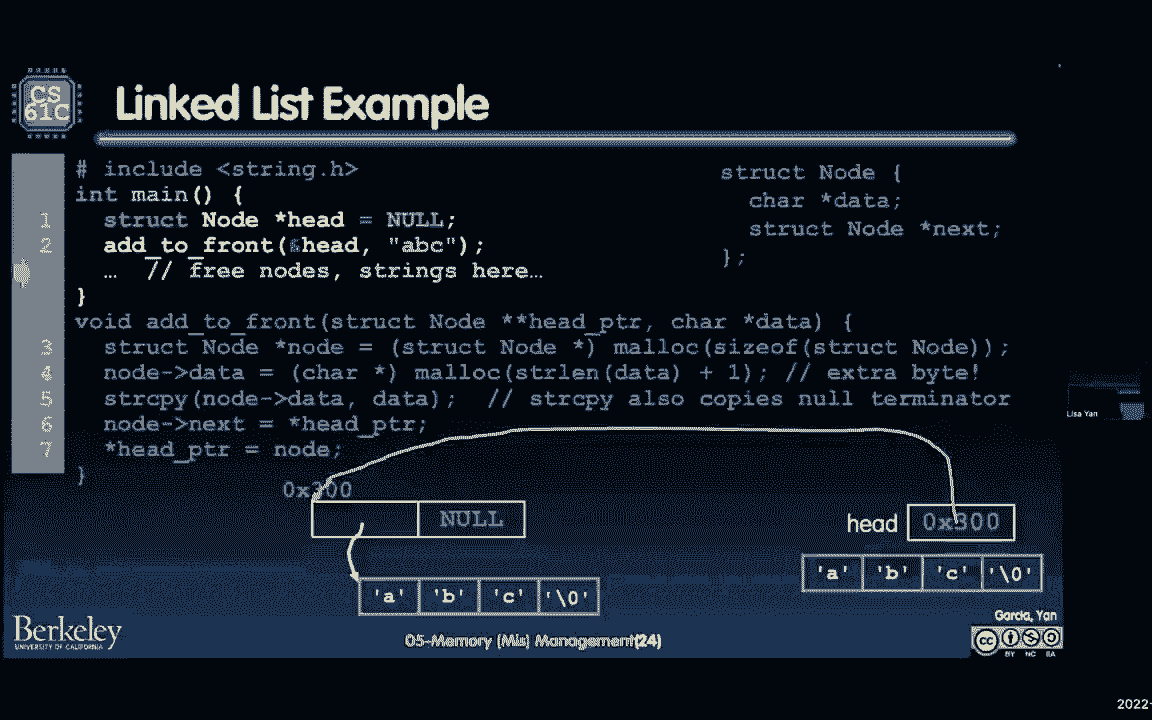 CS
61C
Linked List Example
# include <string.h>
int main() {
1 struct Node *head = NULL;
2 add_to_front(&head, "abc");
… // free nodes, strings here…
}
struct Node {
char *data;
struct Node *next;
};
void add_to_front(struct Node **head_ptr, char *data) {
3 struct Node *node = (struct Node *) malloc(sizeof(struct Node));
4 node->data = (char *) malloc(strlen(data) + 1); // extra byte!
5 strcpy(node->data, data); // strcpy also copies null terminator
6 node->next = *head_ptr;
7 *head_ptr = node;
}
0x300
NULL
head 0x300
'a' 'b' 'c' '\0'
'a' 'b' 'c' '\0'
Lisa Yan
Berkeley
UNIVERSITY OF CALIFORNIA
05-Memory (Mis) Management(24)
Garcia, Yan
cc
BY NC SA
2022-